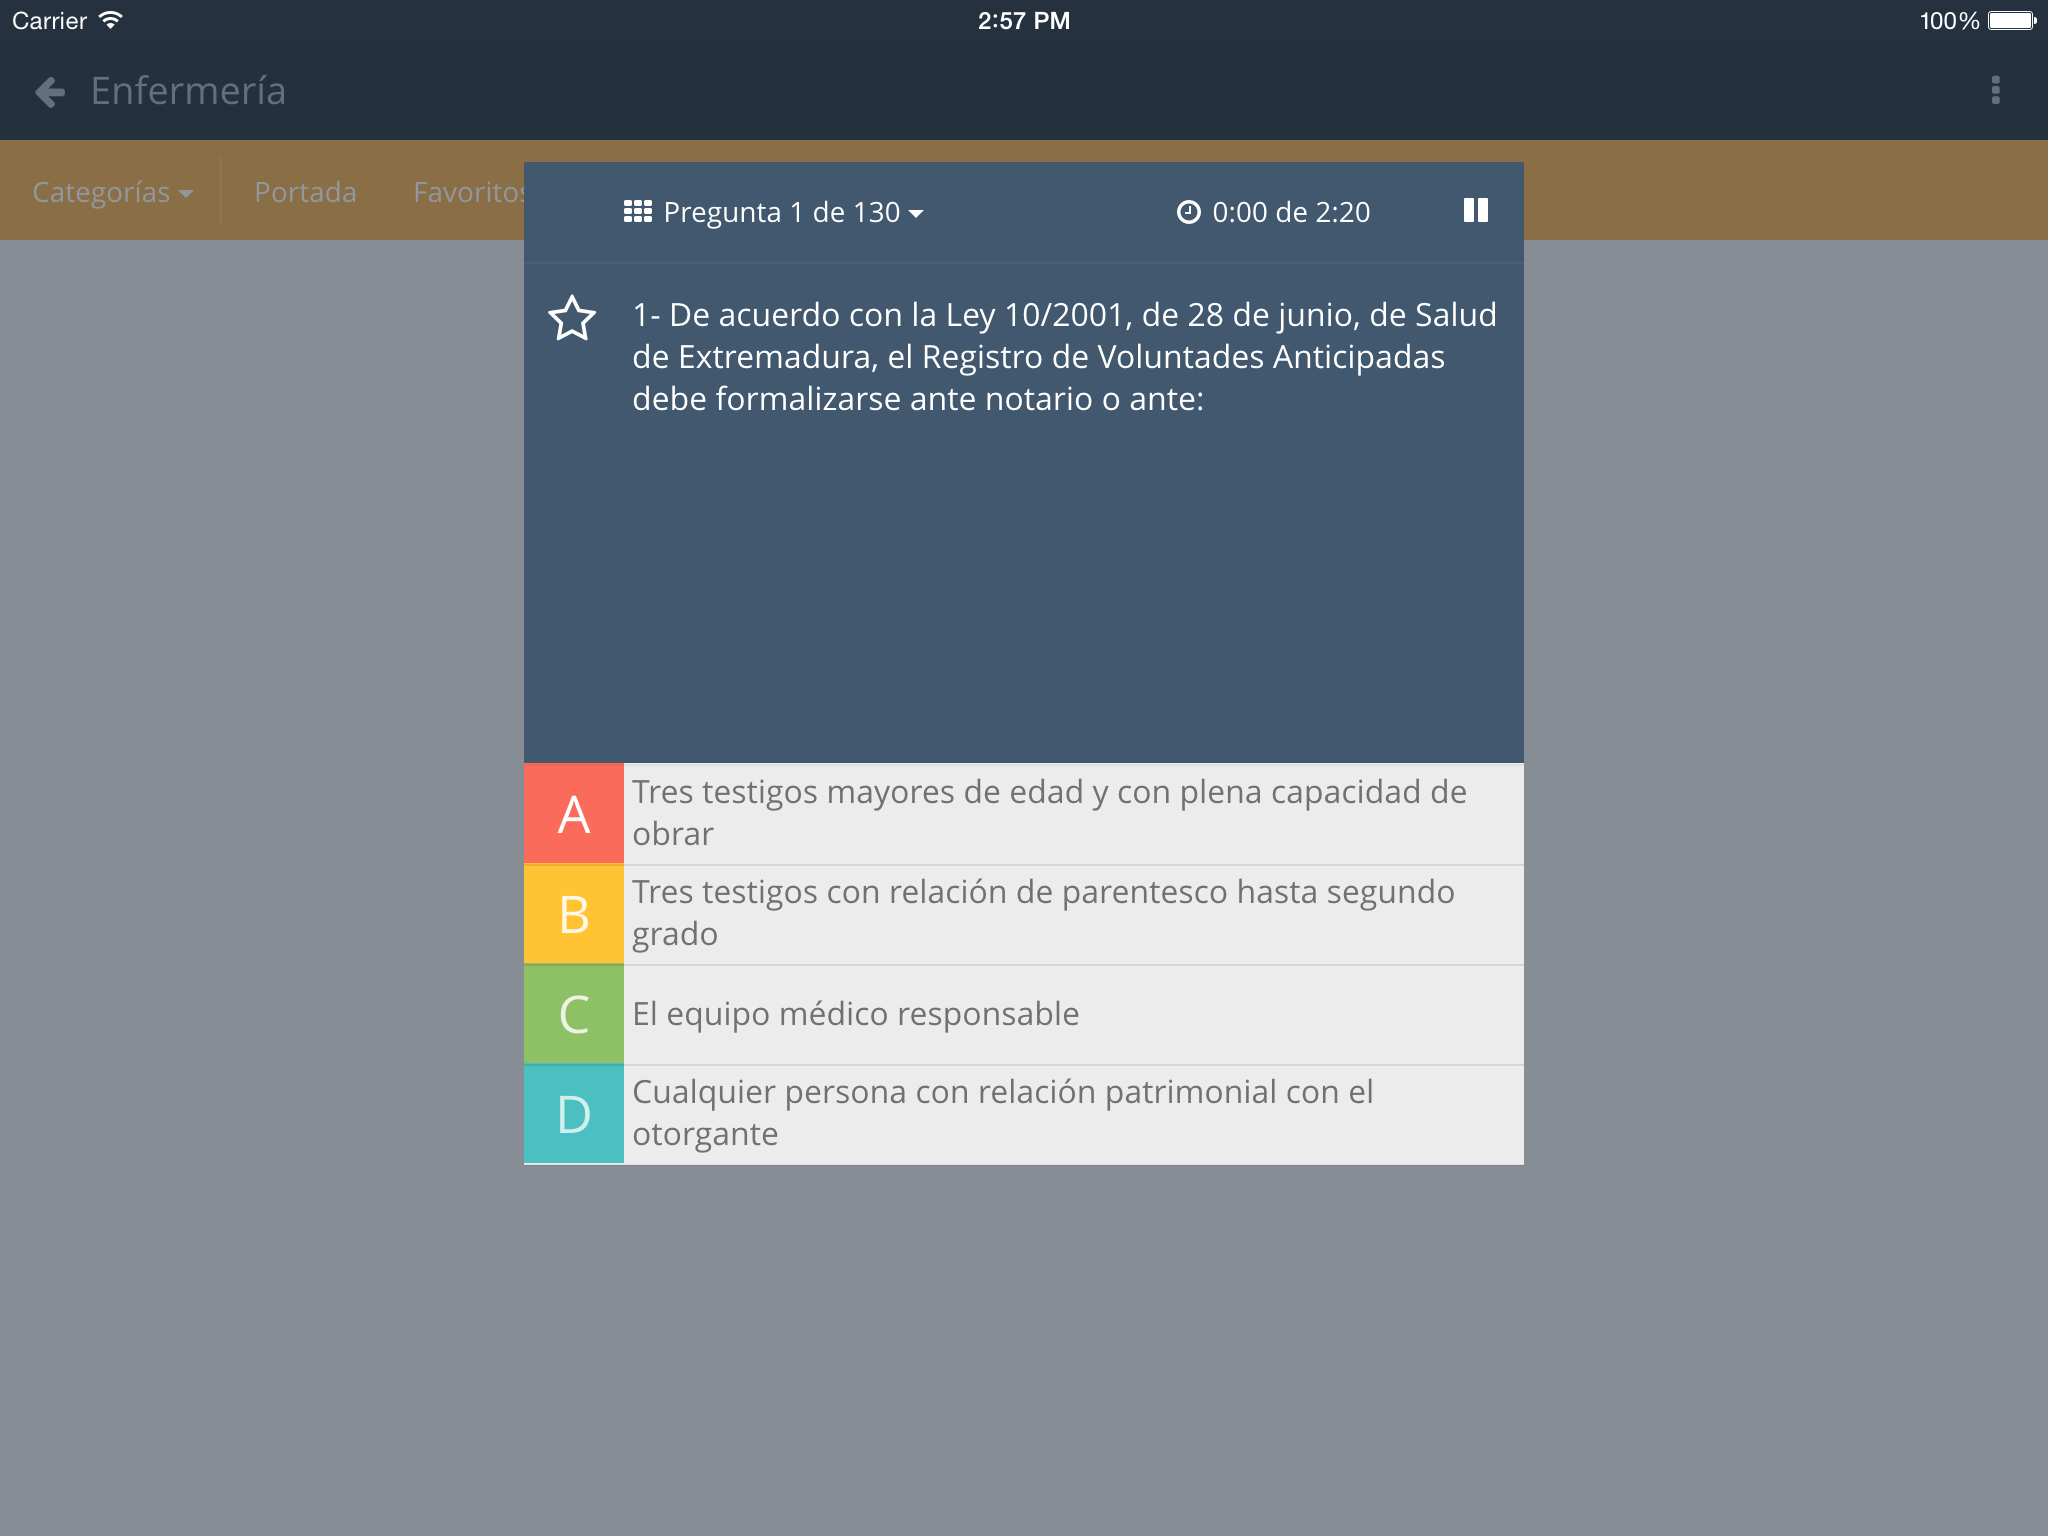 Carrier
2:57 PM
100%
Enfermería
Categorías
Portada
Favoritos
Pregunta 1 de 130
0:00 de 2:20
1- De acuerdo con la Ley 10/2001, de 28 de junio, de Salud
de Extremadura, el Registro de Voluntades Anticipadas
debe formalizarse ante notario o ante:
A
Tres testigos mayores de edad y con plena capacidad de
obrar
B
Tres testigos con relación de parentesco hasta segundo
grado
C
El equipo médico responsable
D
Cualquier persona con relación patrimonial con el
otorgante